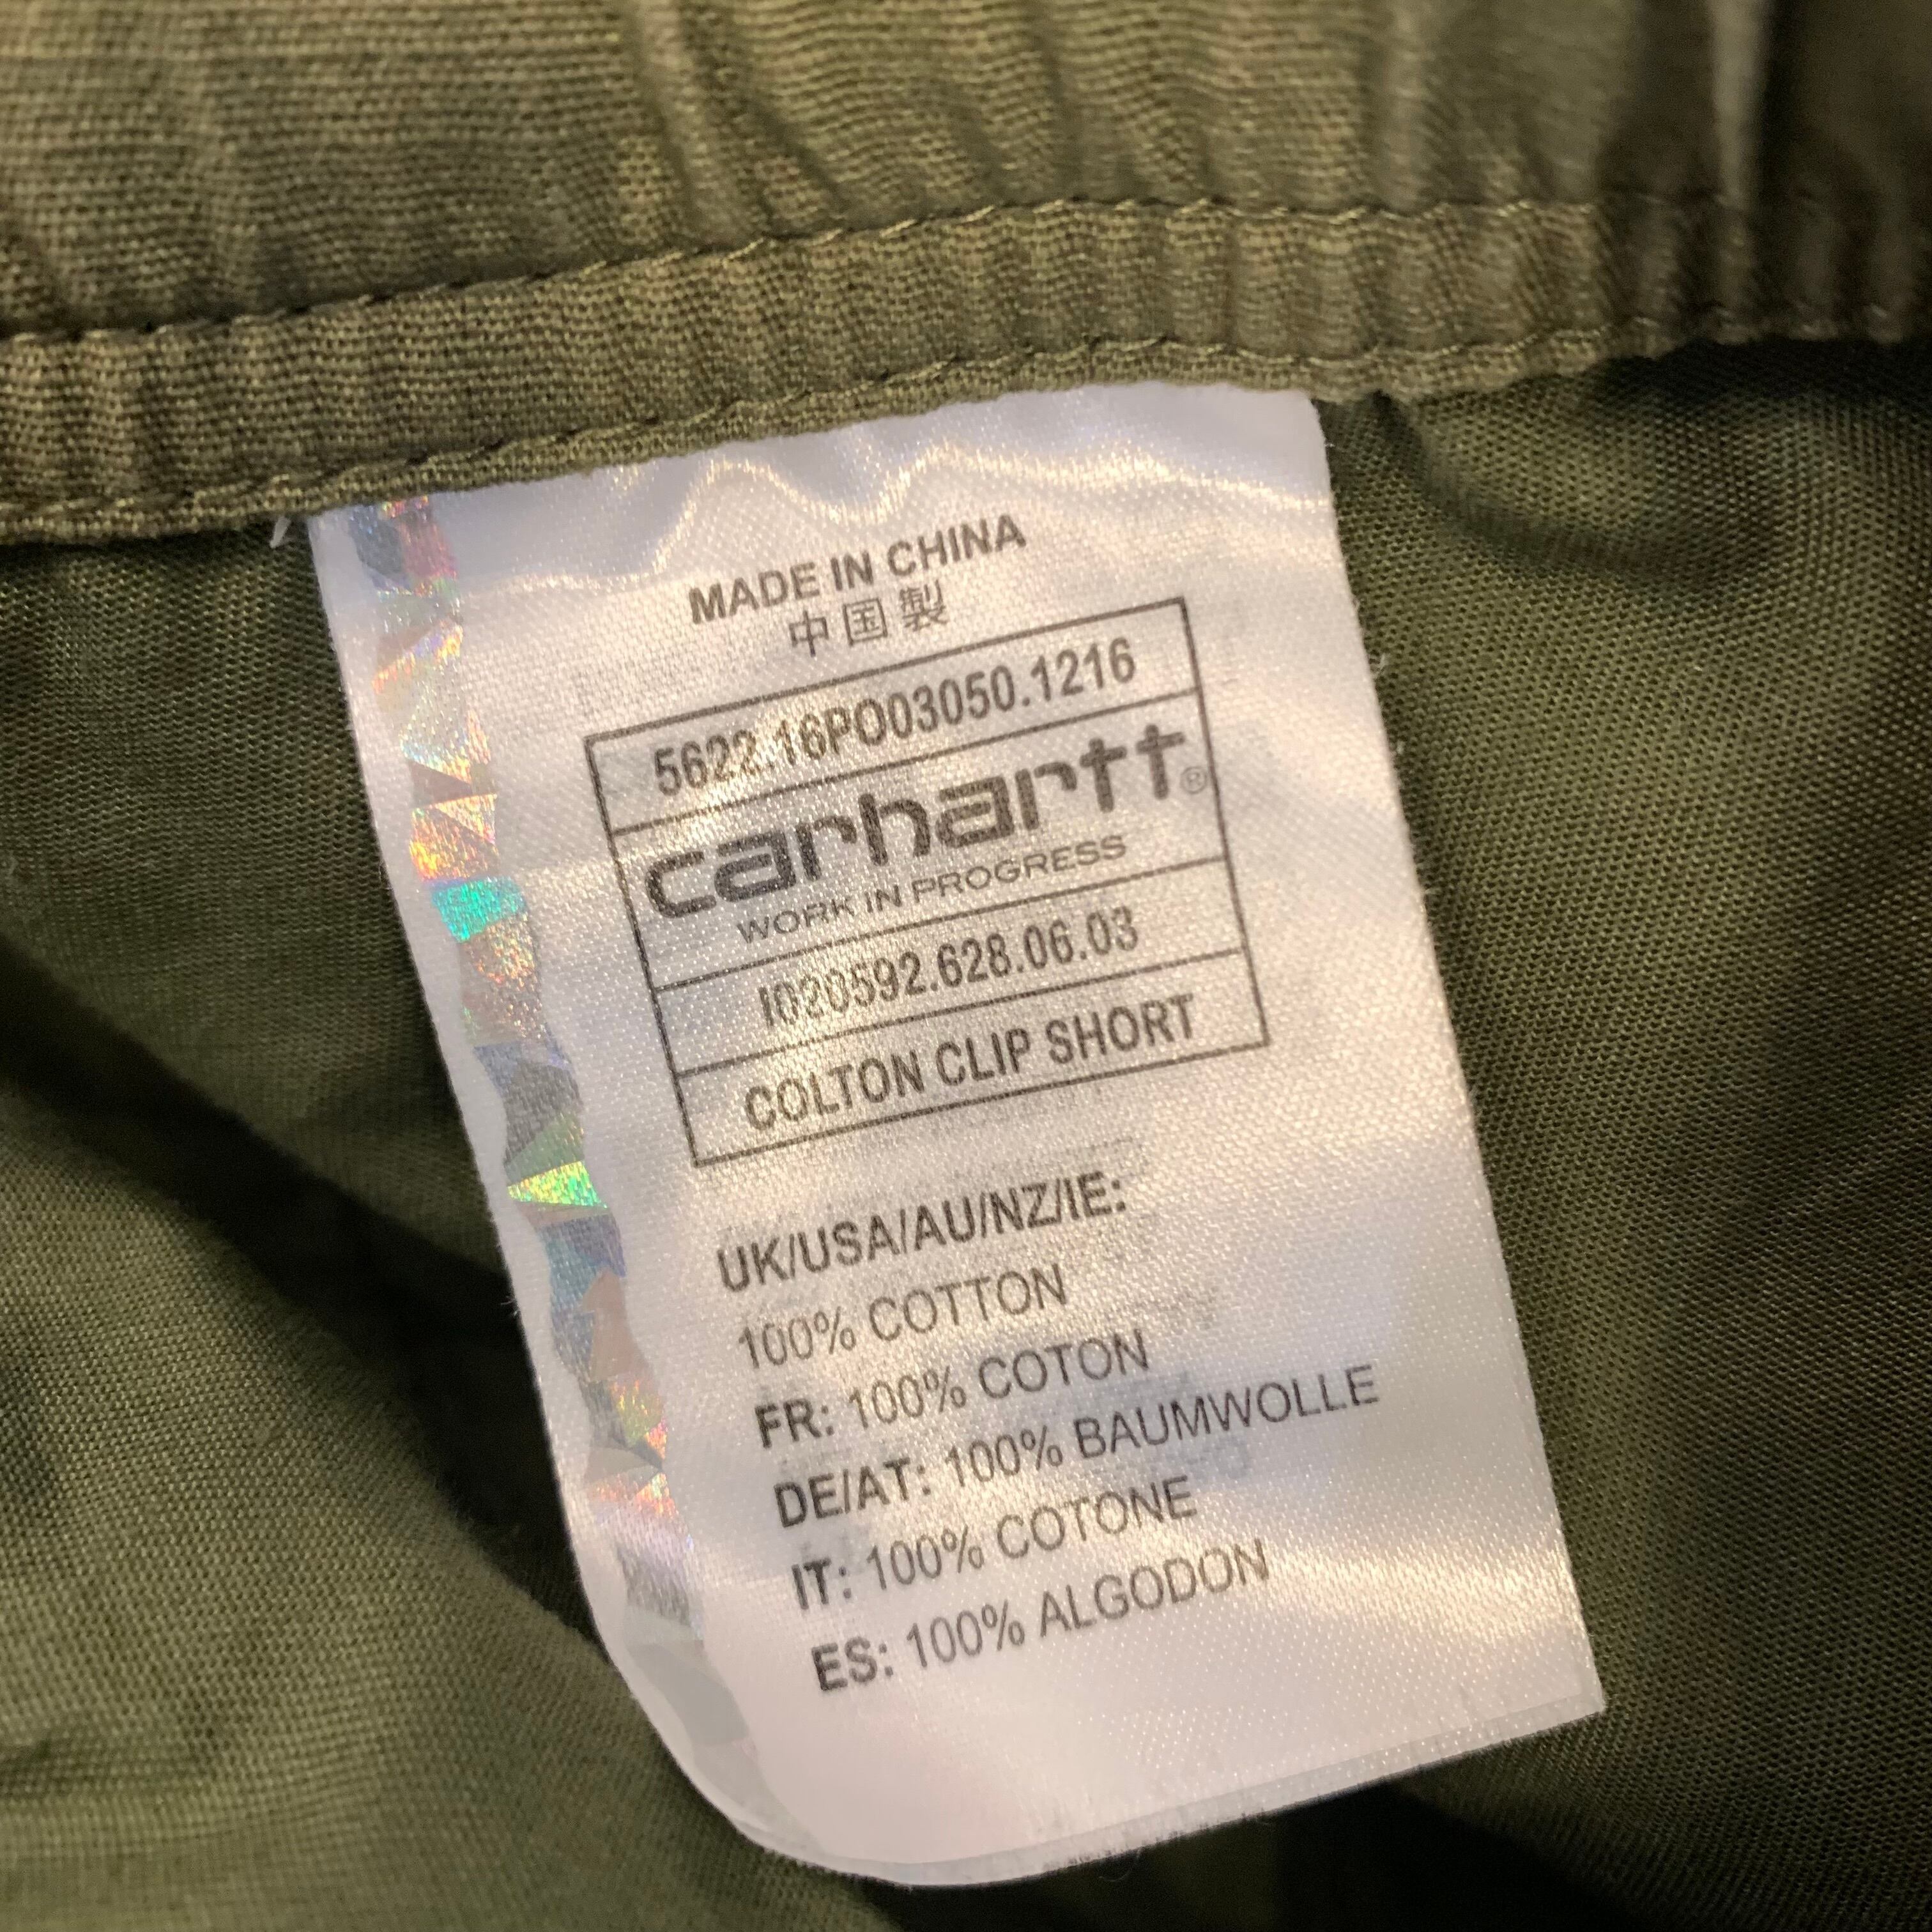 MADE IN CHINA
中国製
5622.16PO03050.1216
carhartt®
WORK IN PROGRESS
I020592.628.06.03
COLTON CLIP SHORT
UK/USA/AU/NZ/IE:
100% COTTON
FR: 100% COTON
DE/AT: 100% BAUMWOLLE
IT: 100% COTONE
ES: 100% ALGODON